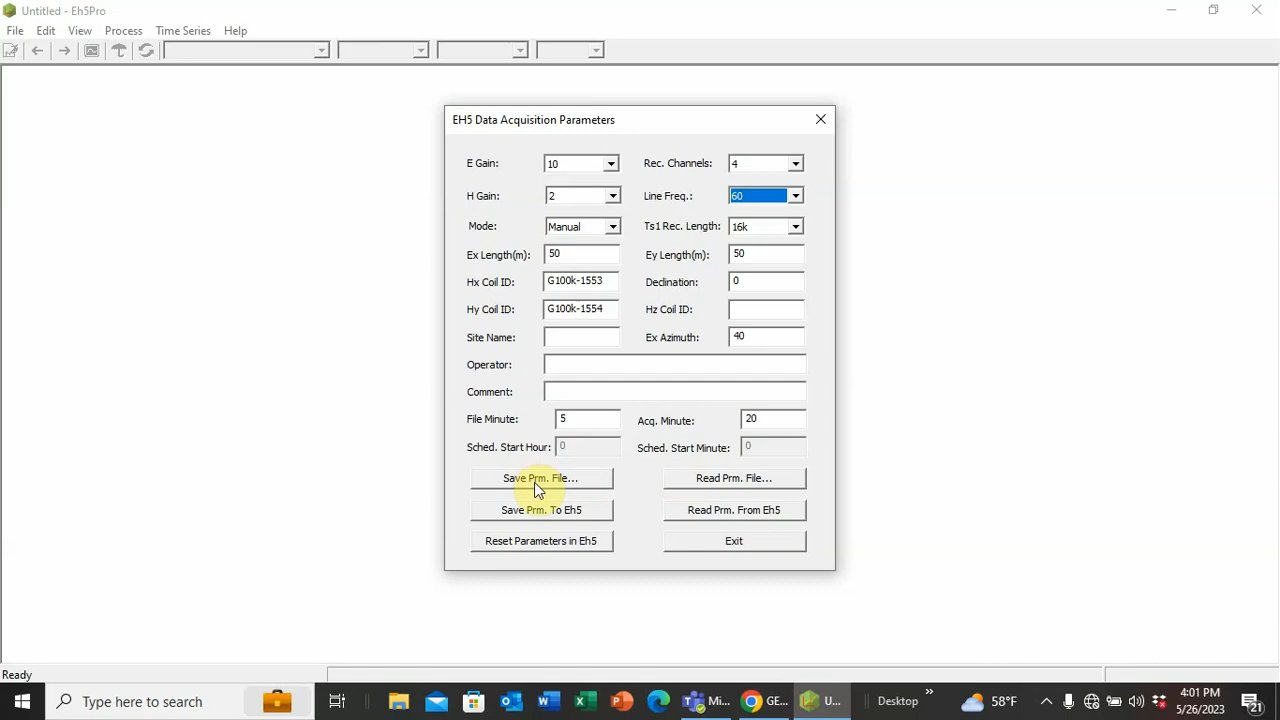 Untitled - Eh5Pro
File Edit View Process Time Series Help
EH5 Data Acquisition Parameters
E Gain: 10 Rec. Channels: 4
H Gain: 2 Line Freq.: 60
Mode: Manual Ts1 Rec. Length: 16k
Ex Length(m): 50 Ey Length(m): 50
Hx Coil ID: G100k-1553 Declination: 0
Hy Coil ID: G100k-1554 Hz Coil ID:
Site Name: Ex Azimuth: 40
Operator:
Comment:
File Minute: 5 Acq. Minute: 20
Sched. Start Hour: 0 Sched. Start Minute: 0
Save Prm. File... Read Prm. File...
Save Prm. To Eh5 Read Prm. From Eh5
Reset Parameters in Eh5 Exit
Ready
Type here to search Mi... GE... U... Desktop » 58°F 4:01 PM
5/26/2023 21